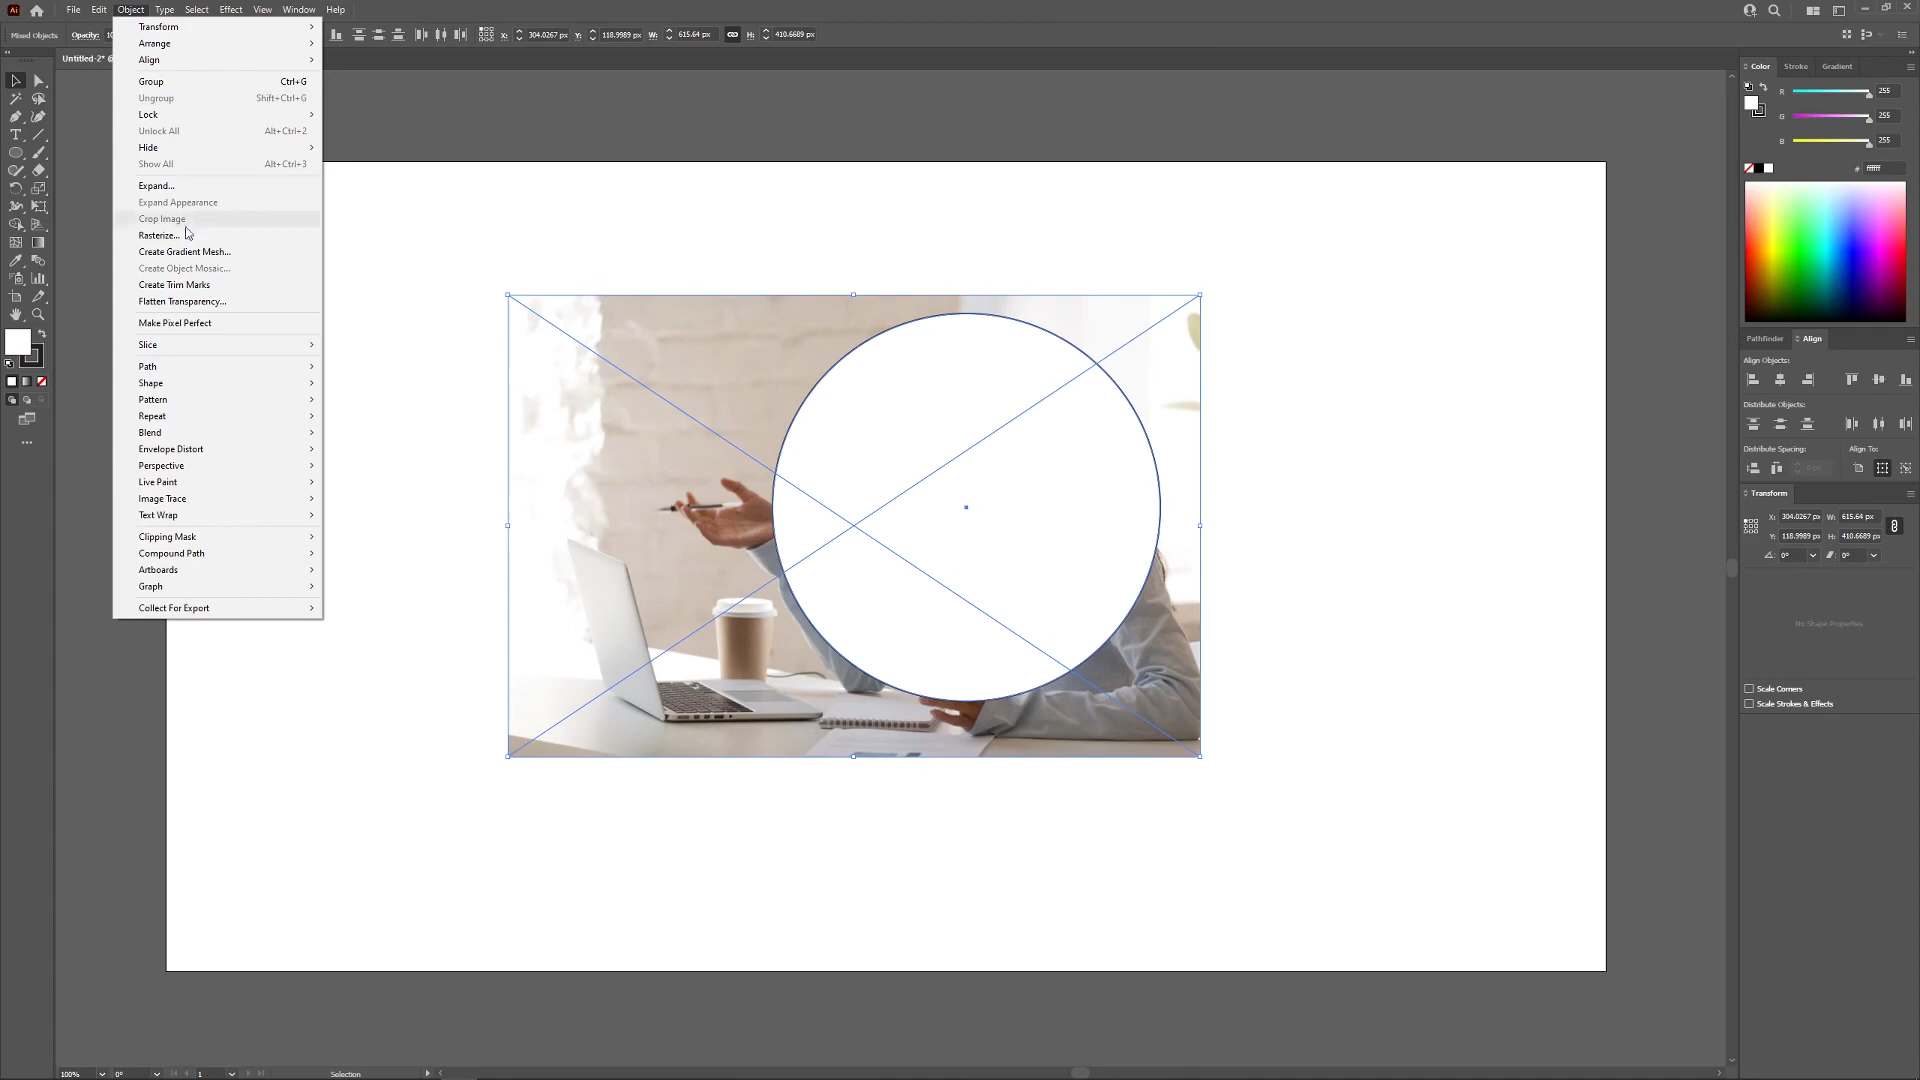 Ai File Edit Object Type Select Effect View Window Help
Mixed Objects Opacity: X: 304.0267 px Y: 118.9989 px W: 615.64 px H: 410.6689 px
Untitled-2*
Transform
Arrange
Align
Group Ctrl+G
Ungroup Shift+Ctrl+G
Lock
Unlock All Alt+Ctrl+2
Hide
Show All Alt+Ctrl+3
Expand...
Expand Appearance
Crop Image
Rasterize...
Create Gradient Mesh...
Create Object Mosaic...
Create Trim Marks
Flatten Transparency...
Make Pixel Perfect
Slice
Path
Shape
Pattern
Repeat
Blend
Envelope Distort
Perspective
Live Paint
Image Trace
Text Wrap
Clipping Mask
Compound Path
Artboards
Graph
Collect For Export
Color Stroke Gradient
R 255
G 255
B 255
# ffffff
Pathfinder Align
Align Objects:
Distribute Objects:
Distribute Spacing: Align To:
0 px
Transform
X: 304.0267 px W: 615.64 px
Y: 118.9989 px H: 410.6689 px
0° 0°
No Shape Properties
Scale Corners
Scale Strokes & Effects
100% 0° 1 Selection